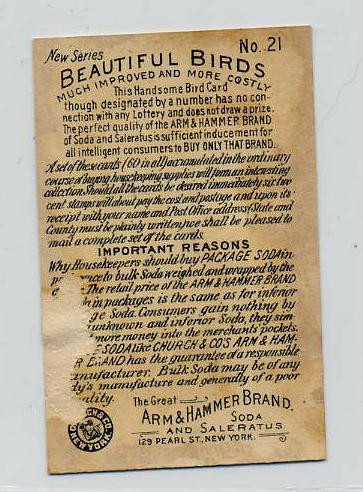 New Series No. 21
BEAUTIFUL BIRDS
MUCH IMPROVED AND MORE COSTLY
This Handsome Bird Card
though designated by a number has no con-
nection with any Lottery and does not draw a prize.
The perfect quality of the ARM & HAMMER BRAND
of Soda and Saleratus is sufficient inducement for
all intelligent consumers to BUY ONLY THAT BRAND.
A set of these cards (60 in all) accumulated in the ordinary
course of buying housekeeping supplies will form an interesting
collection. Should all the cards be desired immediately, six two
cent stamps will about pay the cost and postage and upon its
receipt with your name and Post Office address (State and
County must be plainly written) we shall be pleased to
mail a complete set of the cards.
IMPORTANT REASONS
Why Housekeepers should buy PACKAGE SODA in
to bulk Soda weighed and wrapped by the
The retail price of the ARM & HAMMER BRAND
in packages is the same as for inferior
Soda. Consumers gain nothing by
unknown and inferior Soda, they sim
more money into the merchants' pockets.
SODA like CHURCH & CO'S ARM & HAM-
BRAND has the guarantee of a responsible
Bulk Soda may be of any
manufacture and generally of a poor
The Great
ARM & HAMMER BRAND.
SODA
AND SALERATUS.
129 PEARL ST., NEW YORK.